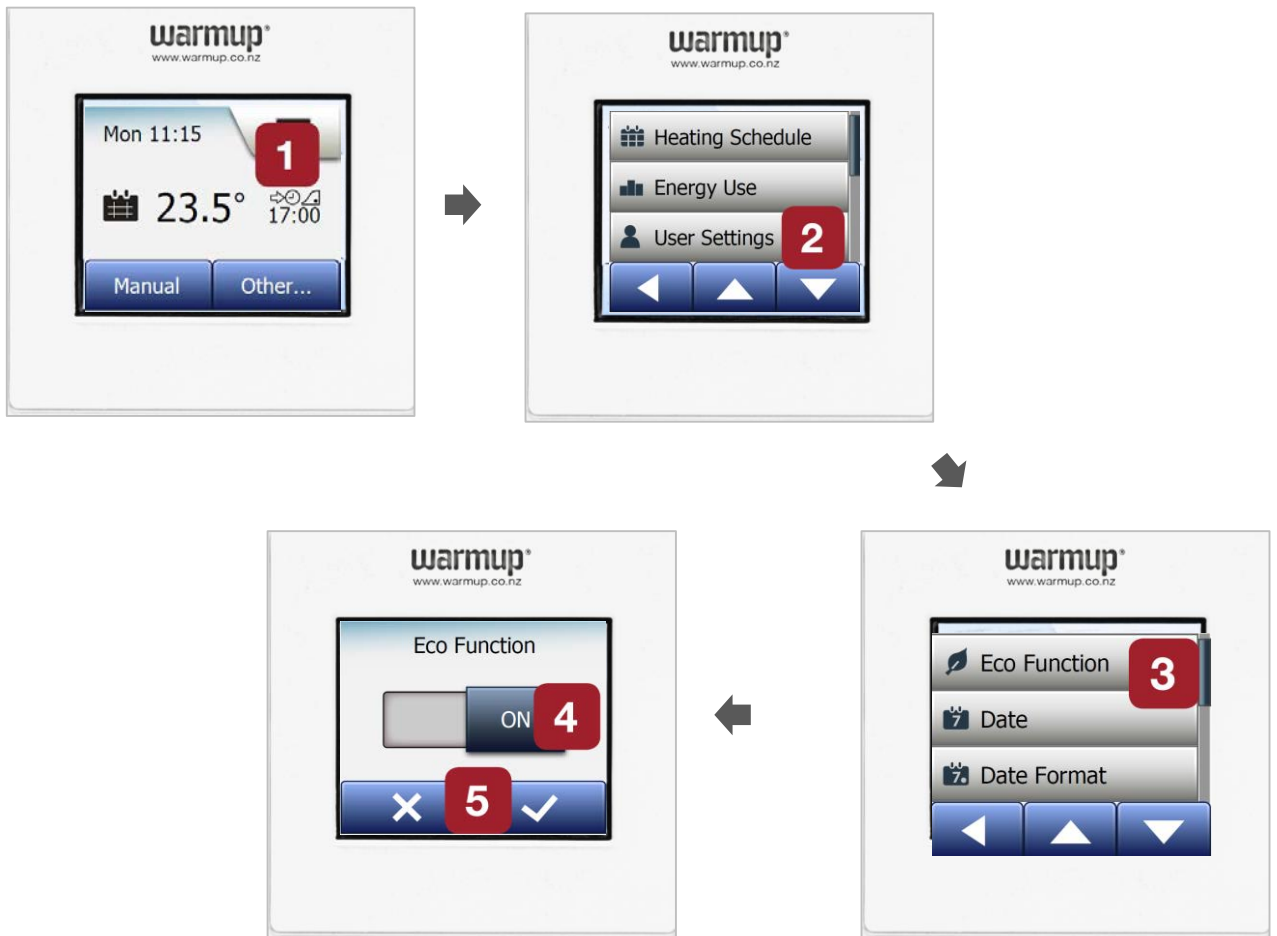 warmup
www.warmup.co.nz
Mon 11:15
1
23.5°
17:00
Manual
Other...
warmup
www.warmup.co.nz
Heating Schedule
Energy Use
User Settings
2
warmup
www.warmup.co.nz
Eco Function
3
7 Date
7. Date Format
warmup
www.warmup.co.nz
Eco Function
ON
4
5